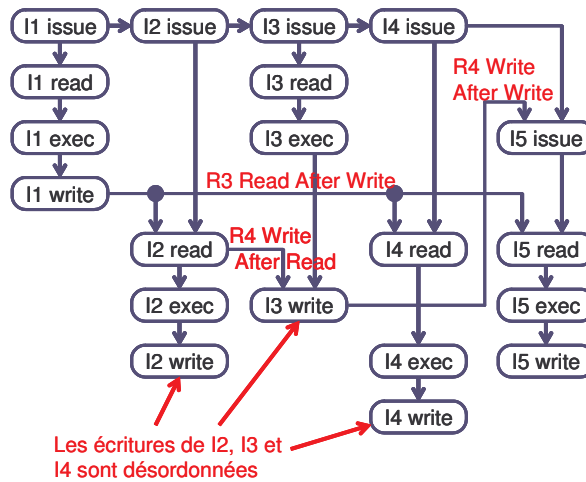 I1 issue
I2 issue
I3 issue
I4 issue
I1 read
I3 read
R4 Write
After Write
I1 exec
I3 exec
I5 issue
I1 write
R3 Read After Write
I2 read
R4 Write
After Read
I4 read
I5 read
I2 exec
I3 write
I5 exec
I2 write
I4 exec
I5 write
I4 write
Les écritures de I2, I3 et
I4 sont désordonnées